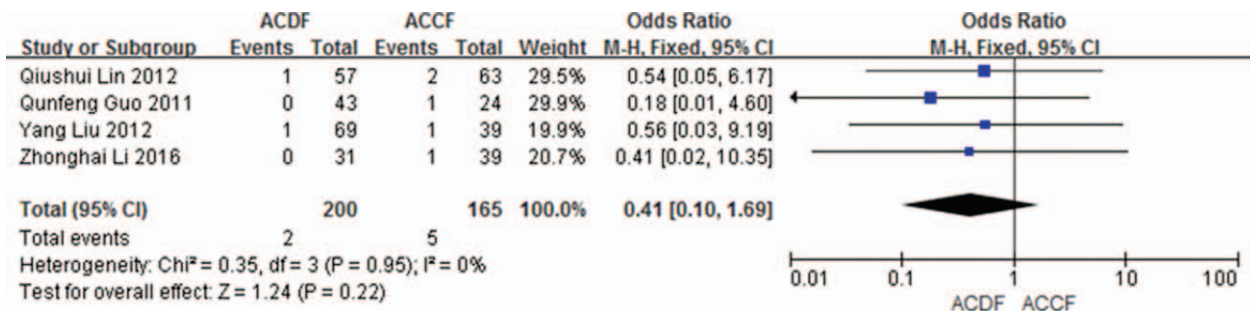 ACDF ACCF Odds Ratio Odds Ratio
Study or Subgroup Events Total Events Total Weight M-H, Fixed, 95% CI M-H, Fixed, 95% CI
Qiushui Lin 2012 1 57 2 63 29.5% 0.54 [0.05, 6.17]
Qunfeng Guo 2011 0 43 1 24 29.9% 0.18 [0.01, 4.60]
Yang Liu 2012 1 69 1 39 19.9% 0.56 [0.03, 9.19]
Zhonghai Li 2016 0 31 1 39 20.7% 0.41 [0.02, 10.35]
Total (95% CI) 200 165 100.0% 0.41 [0.10, 1.69]
Total events 2 5
Heterogeneity: Chi² = 0.35, df = 3 (P = 0.95); I² = 0%
Test for overall effect: Z = 1.24 (P = 0.22)
0.01 0.1 1 10 100
ACDF ACCF